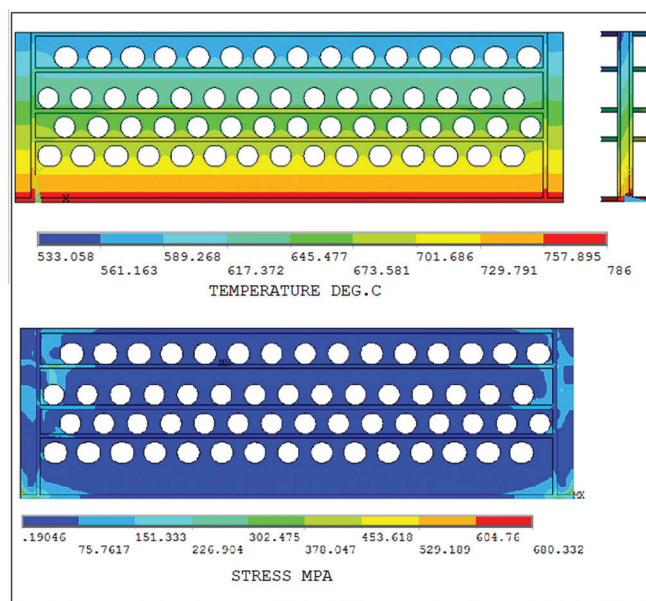 X
533.058 589.268 645.477 701.686 757.895
561.163 617.372 673.581 729.791 786
TEMPERATURE DEG.C
MX
.19046 151.333 302.475 453.618 604.76
75.7617 226.904 378.047 529.189 680.332
STRESS MPA